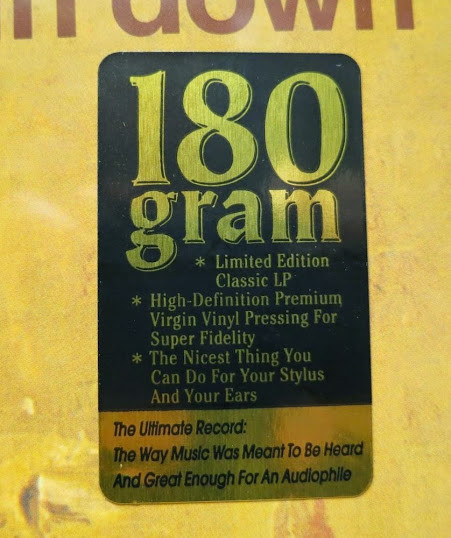 down
180
gram
* Limited Edition
Classic LP
* High-Definition Premium
Virgin Vinyl Pressing For
Super Fidelity
* The Nicest Thing You
Can Do For Your Stylus
And Your Ears
The Ultimate Record:
The Way Music Was Meant To Be Heard
And Great Enough For An Audiophile